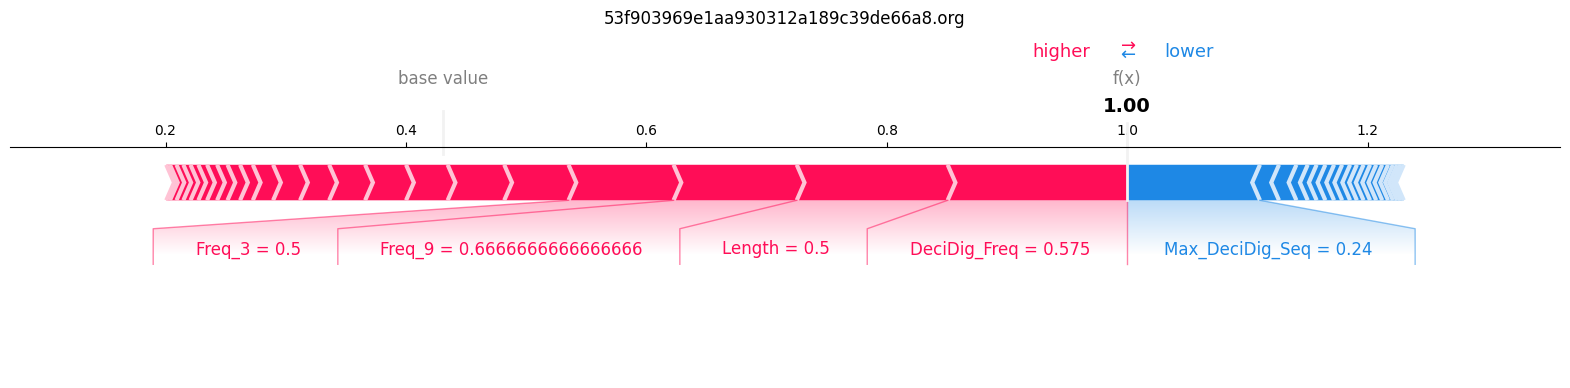 53f903969e1aa930312a189c39de66a8.org
higher → ← lower
base value f(x)
1.00
0.2 0.4 0.6 0.8 1.0 1.2
Freq_3 = 0.5 Freq_9 = 0.6666666666666666 Length = 0.5 DeciDig_Freq = 0.575 Max_DeciDig_Seq = 0.24